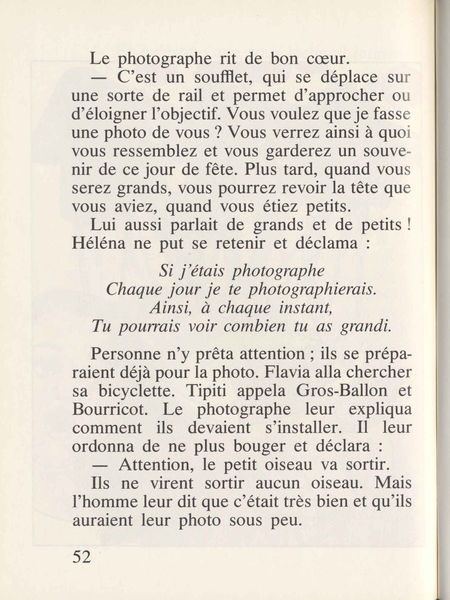 Le photographe rit de bon cœur.
— C'est un soufflet, qui se déplace sur
une sorte de rail et permet d'approcher ou
d'éloigner l'objectif. Vous voulez que je fasse
une photo de vous ? Vous verrez ainsi à quoi
vous ressemblez et vous garderez un souve-
nir de ce jour de fête. Plus tard, quand vous
serez grands, vous pourrez revoir la tête que
vous aviez, quand vous étiez petits.
Lui aussi parlait de grands et de petits !
Héléna ne put se retenir et déclama :
Si j'étais photographe
Chaque jour je te photographierais.
Ainsi, à chaque instant,
Tu pourrais voir combien tu as grandi.
Personne n'y prêta attention ; ils se prépa-
raient déjà pour la photo. Flavia alla chercher
sa bicyclette. Tipiti appela Gros-Ballon et
Bourricot. Le photographe leur expliqua
comment ils devaient s'installer. Il leur
ordonna de ne plus bouger et déclara :
— Attention, le petit oiseau va sortir.
Ils ne virent sortir aucun oiseau. Mais
l'homme leur dit que c'était très bien et qu'ils
auraient leur photo sous peu.
52